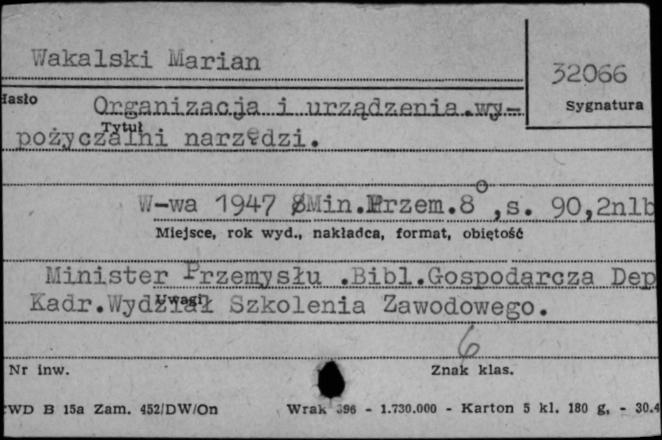 Wakalski Marian
32066
Hasło Organizacja i urządzenia wy-
Sygnatura
Tytuł
pożyczalni narzędzi.
W-wa 1947 Min.Przem.8°,s. 90,2nlb
Miejsce, rok wyd., nakładca, format, objętość
Minister Przemysłu .Bibl.Gospodarcza Dep
Kadr.Wydział Szkolenia Zawodowego.
Uwagi
6
Nr inw. Znak klas.
CWD B 15a Zam. 452/DW/On Wrak 396 - 1.730.000 - Karton 5 kl. 180 g, - 30.4